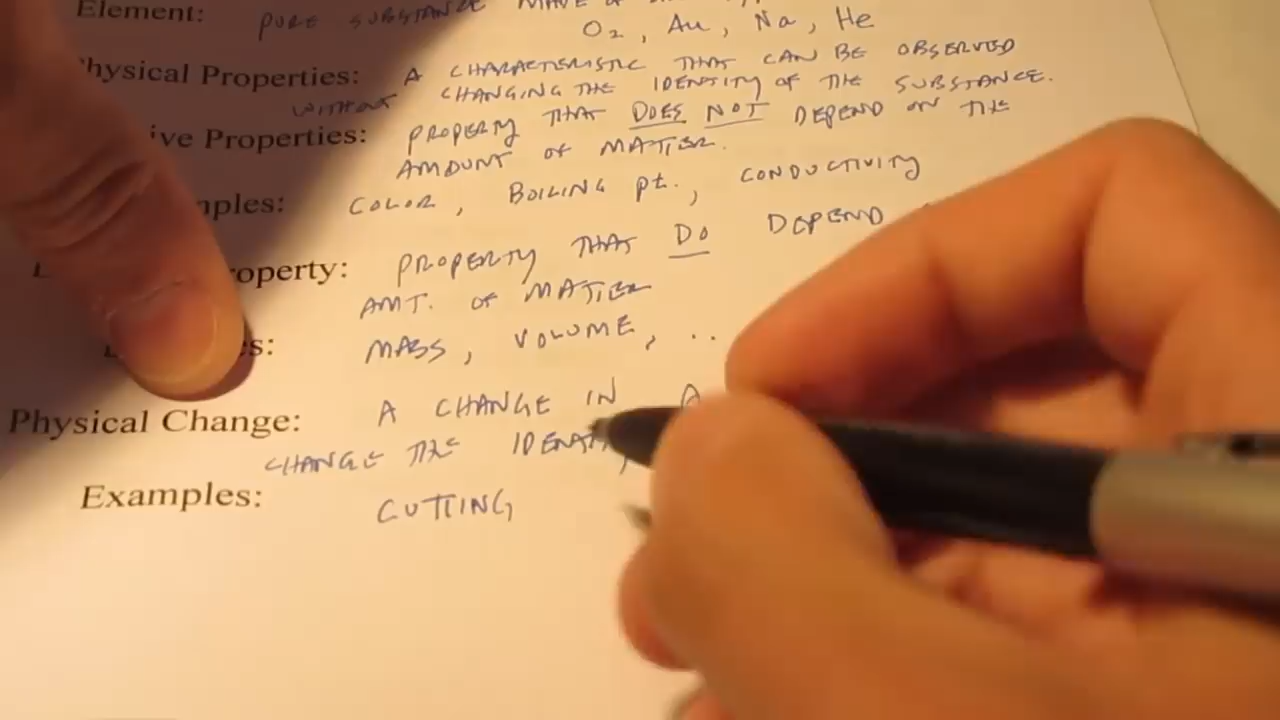 Element: PURE SUBSTANCE MADE
O₂, Au, Na, He
Physical Properties: A CHARACTERISTIC THAT CAN BE OBSERVED
WITHOUT CHANGING THE IDENTITY OF THE SUBSTANCE.
ive Properties: PROPERTY THAT DOES NOT DEPEND ON THE
AMOUNT OF MATTER.
mples: COLOR, BOILING pt., CONDUCTIVITY
operty: PROPERTY THAT DO DEPEND
AMT. OF MATTER
s: MASS, VOLUME, ..
Physical Change: A CHANGE IN A
CHANGE THE IDENTI
Examples: CUTTING